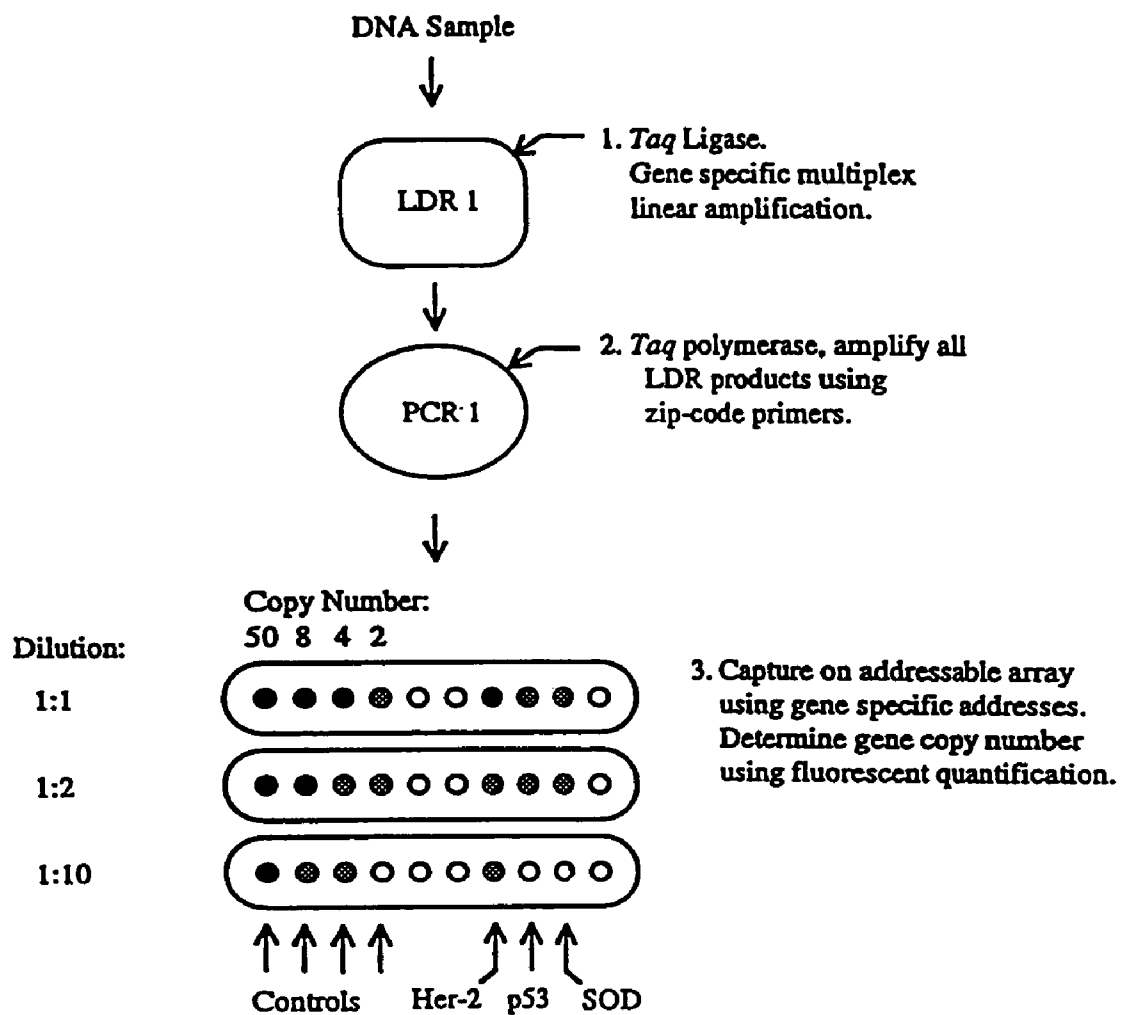 DNA Sample
LDR 1
1. Taq Ligase.
Gene specific multiplex
linear amplification.
PCR 1
2. Taq polymerase, amplify all
LDR products using
zip-code primers.
Copy Number:
50 8 4 2
Dilution:
1:1
1:2
1:10
3. Capture on addressable array
using gene specific addresses.
Determine gene copy number
using fluorescent quantification.
Controls Her-2 p53 SOD